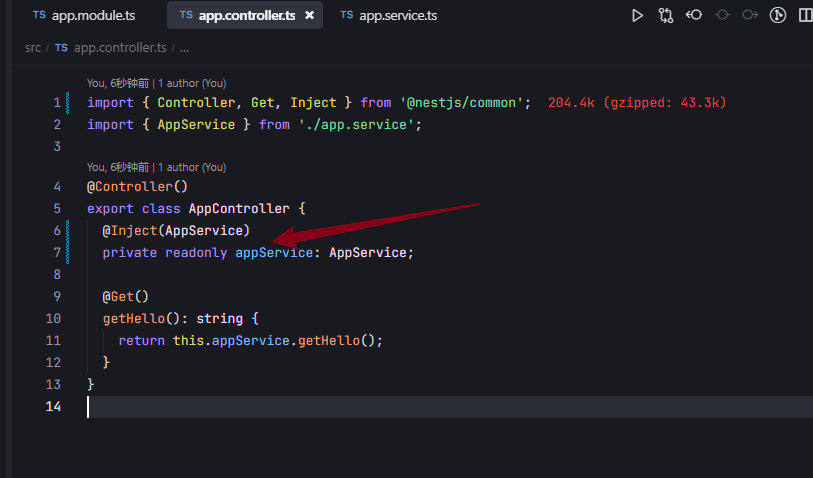 TS app.module.ts TS app.controller.ts × TS app.service.ts
src / TS app.controller.ts / ...
You, 6秒钟前 | 1 author (You)
1 import { Controller, Get, Inject } from '@nestjs/common'; 204.4k (gzipped: 43.3k)
2 import { AppService } from './app.service';
3
You, 6秒钟前 | 1 author (You)
4 @Controller()
5 export class AppController {
6 @Inject(AppService)
7 private readonly appService: AppService;
8
9 @Get()
10 getHello(): string {
11 return this.appService.getHello();
12 }
13 }
14